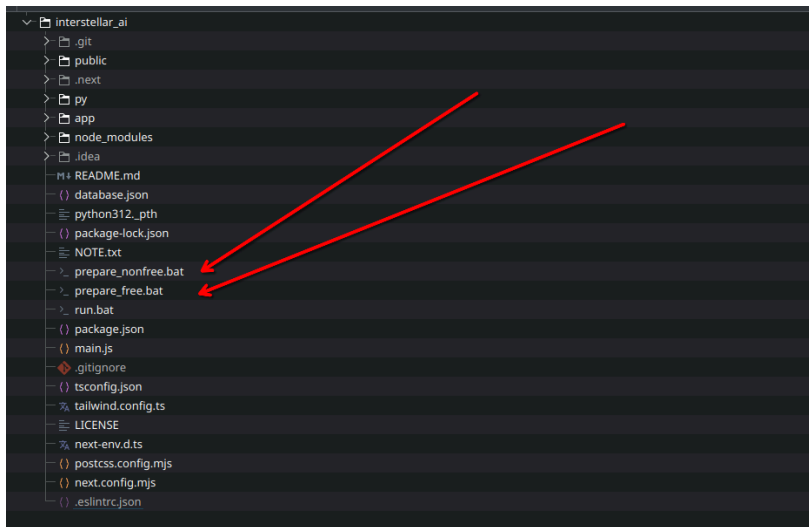 interstellar_ai
.git
public
.next
py
app
node_modules
.idea
M↓ README.md
{} database.json
python312._pth
{} package-lock.json
NOTE.txt
>_ prepare_nonfree.bat
>_ prepare_free.bat
>_ run.bat
{} package.json
{} main.js
.gitignore
{} tsconfig.json
tailwind.config.ts
LICENSE
next-env.d.ts
{} postcss.config.mjs
{} next.config.mjs
{} .eslintrc.json